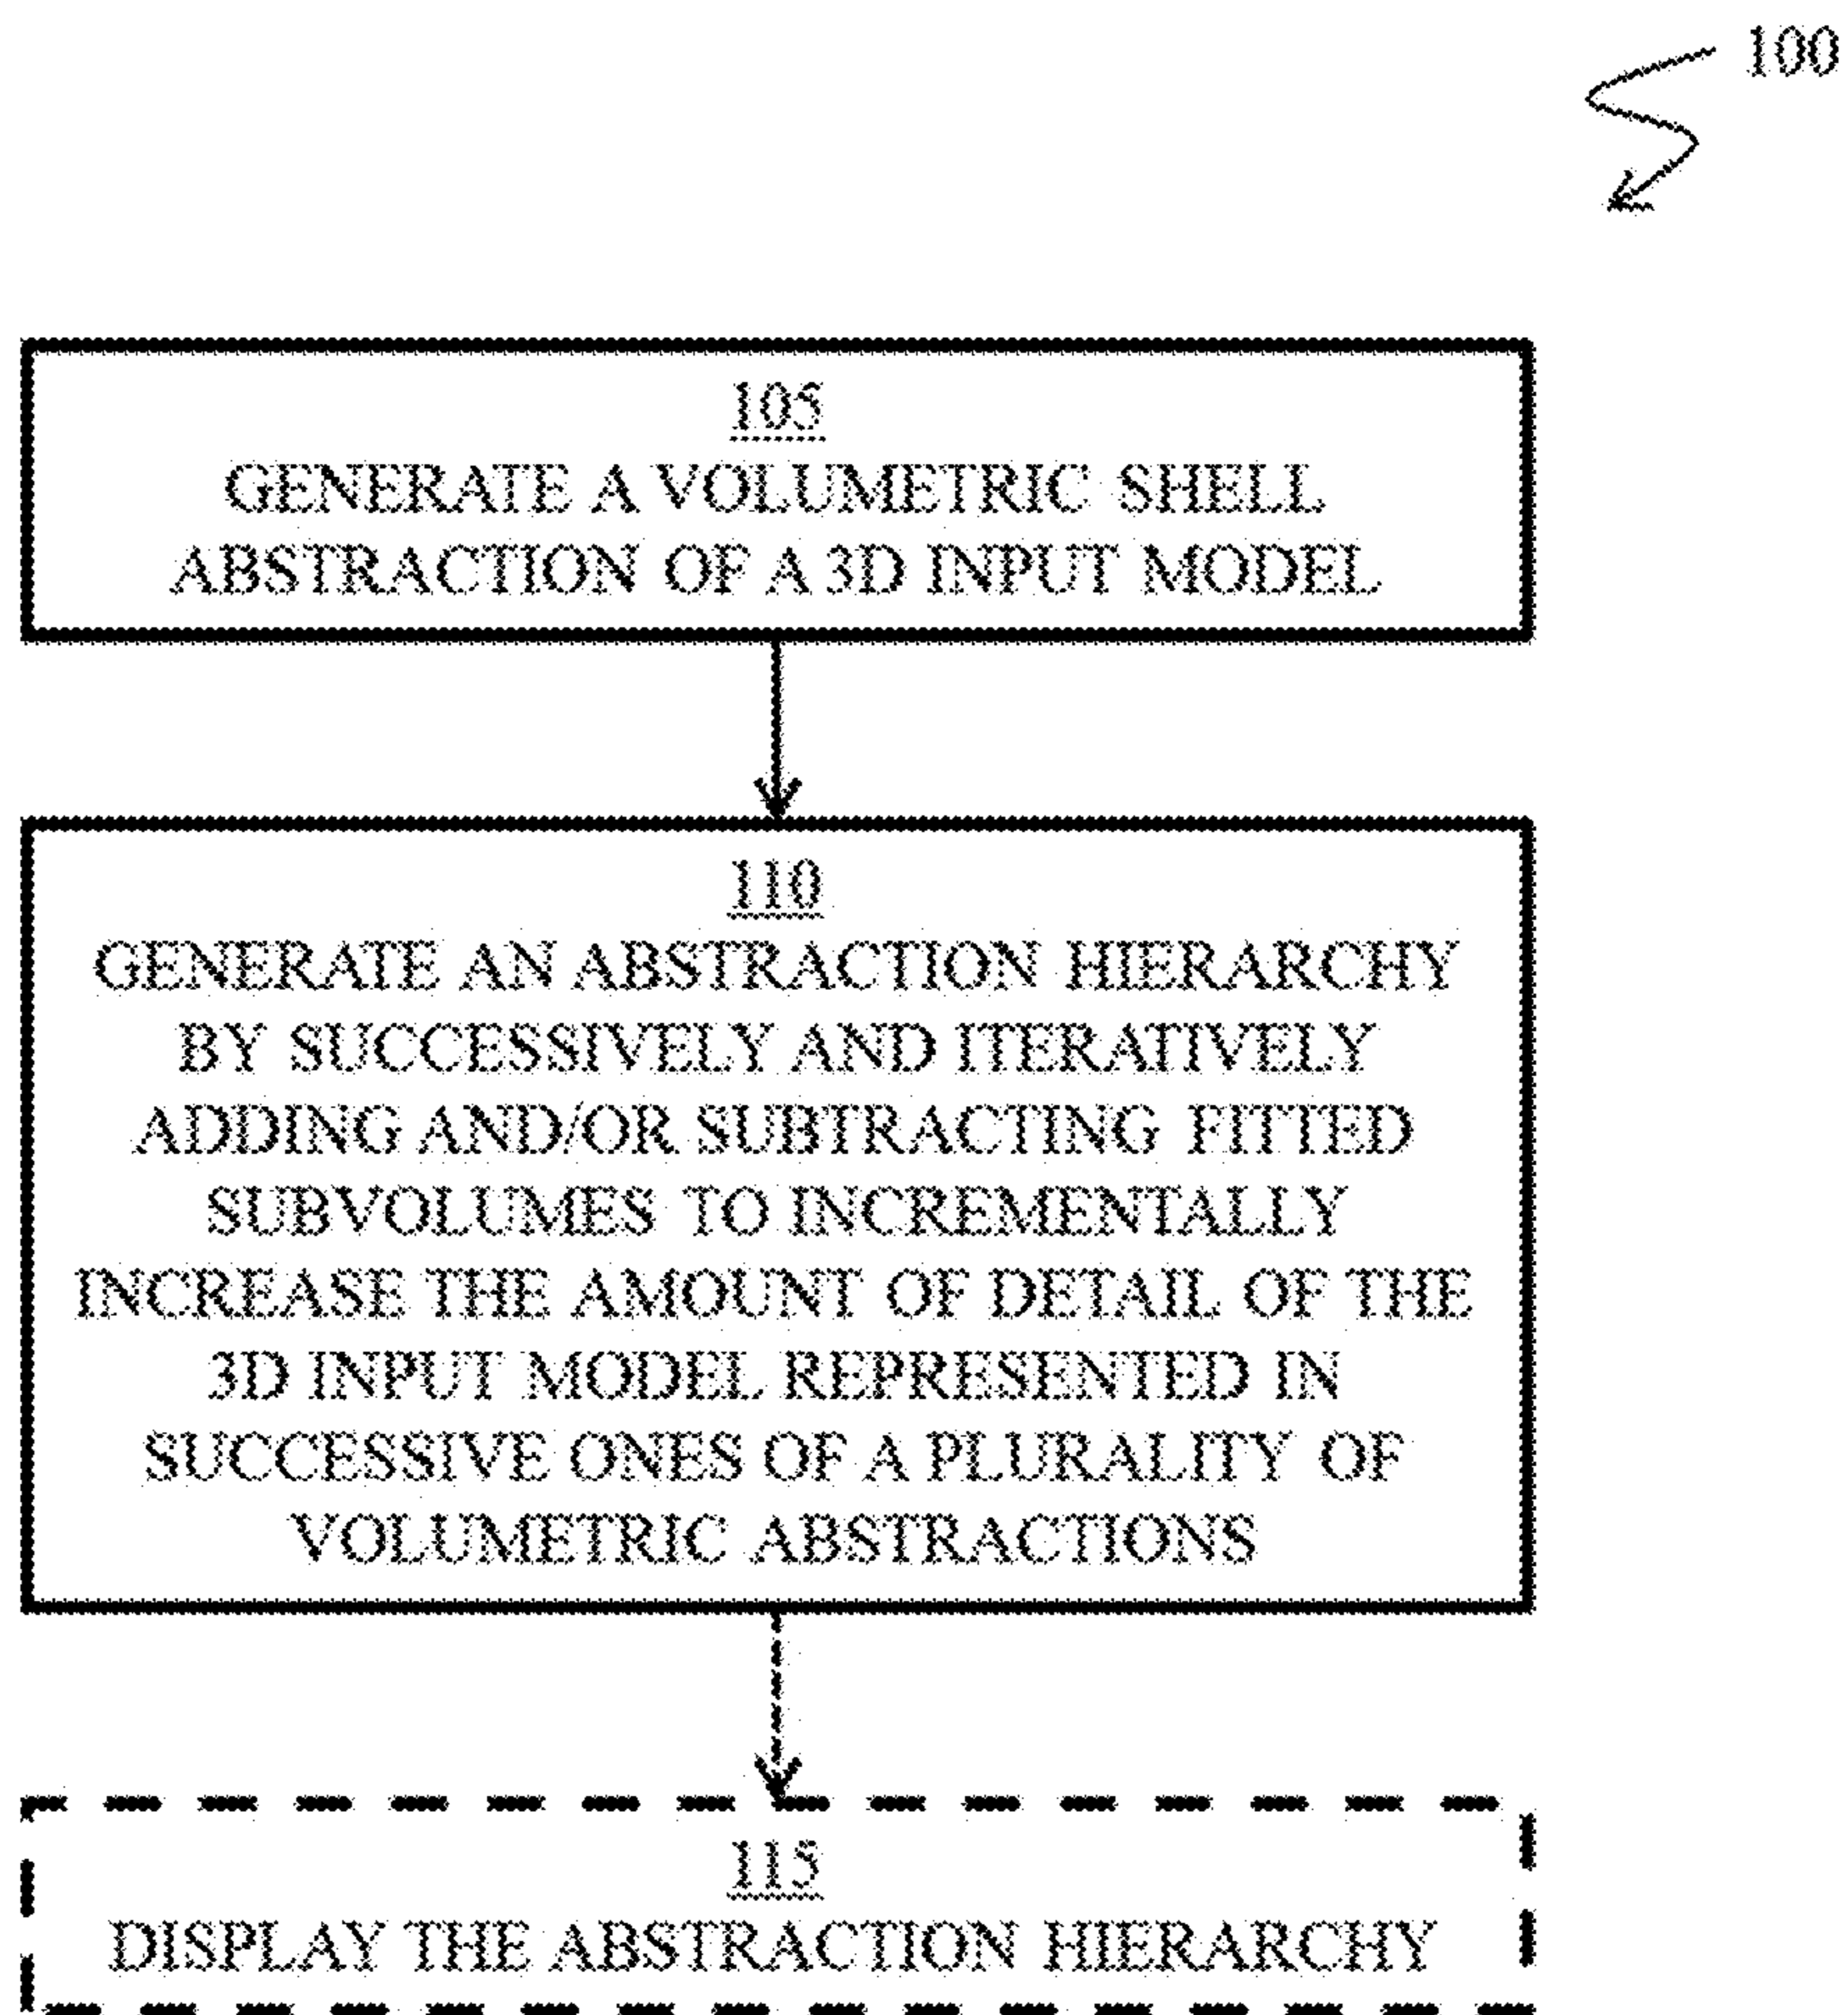 100
105
GENERATE A VOLUMETRIC SHELL
ABSTRACTION OF A 3D INPUT MODEL
110
GENERATE AN ABSTRACTION HIERARCHY
BY SUCCESSIVELY AND ITERATIVELY
ADDING AND/OR SUBTRACTING FITTED
SUBVOLUMES TO INCREMENTALLY
INCREASE THE AMOUNT OF DETAIL OF THE
3D INPUT MODEL REPRESENTED IN
SUCCESSIVE ONES OF A PLURALITY OF
VOLUMETRIC ABSTRACTIONS
115
DISPLAY THE ABSTRACTION HIERARCHY